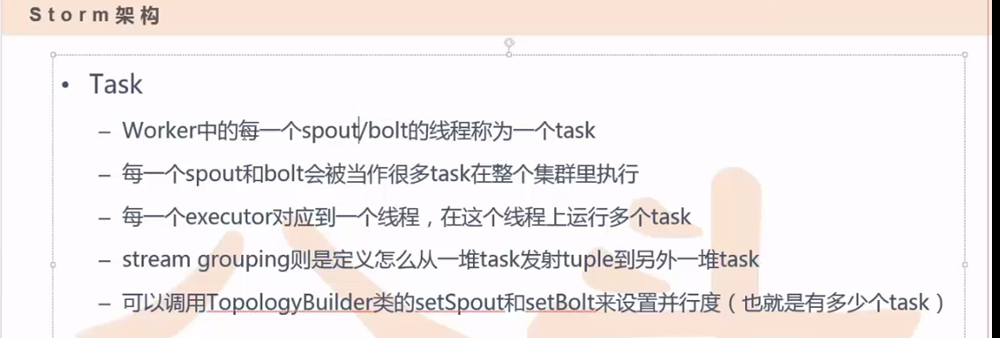 Storm架构
• Task
– Worker中的每一个spout/bolt的线程称为一个task
– 每一个spout和bolt会被当作很多task在整个集群里执行
– 每一个executor对应到一个线程，在这个线程上运行多个task
– stream grouping则是定义怎么从一堆task发射tuple到另外一堆task
– 可以调用TopologyBuilder类的setSpout和setBolt来设置并行度（也就是有多少个task）